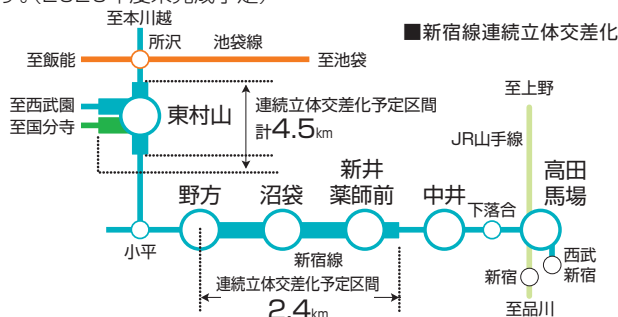 す。(2026年度末完成予定)
至本川越
■新宿線連続立体交差化
所沢 池袋線
至飯能
至池袋
至西武園
至国分寺
東村山
連続立体交差化予定区間
計4.5km
至上野
JR山手線
野方
沼袋
新井
薬師前
中井
下落合
高田
馬場
小平
新宿線
西武
新宿
新宿
連続立体交差化予定区間
2.4km
至品川